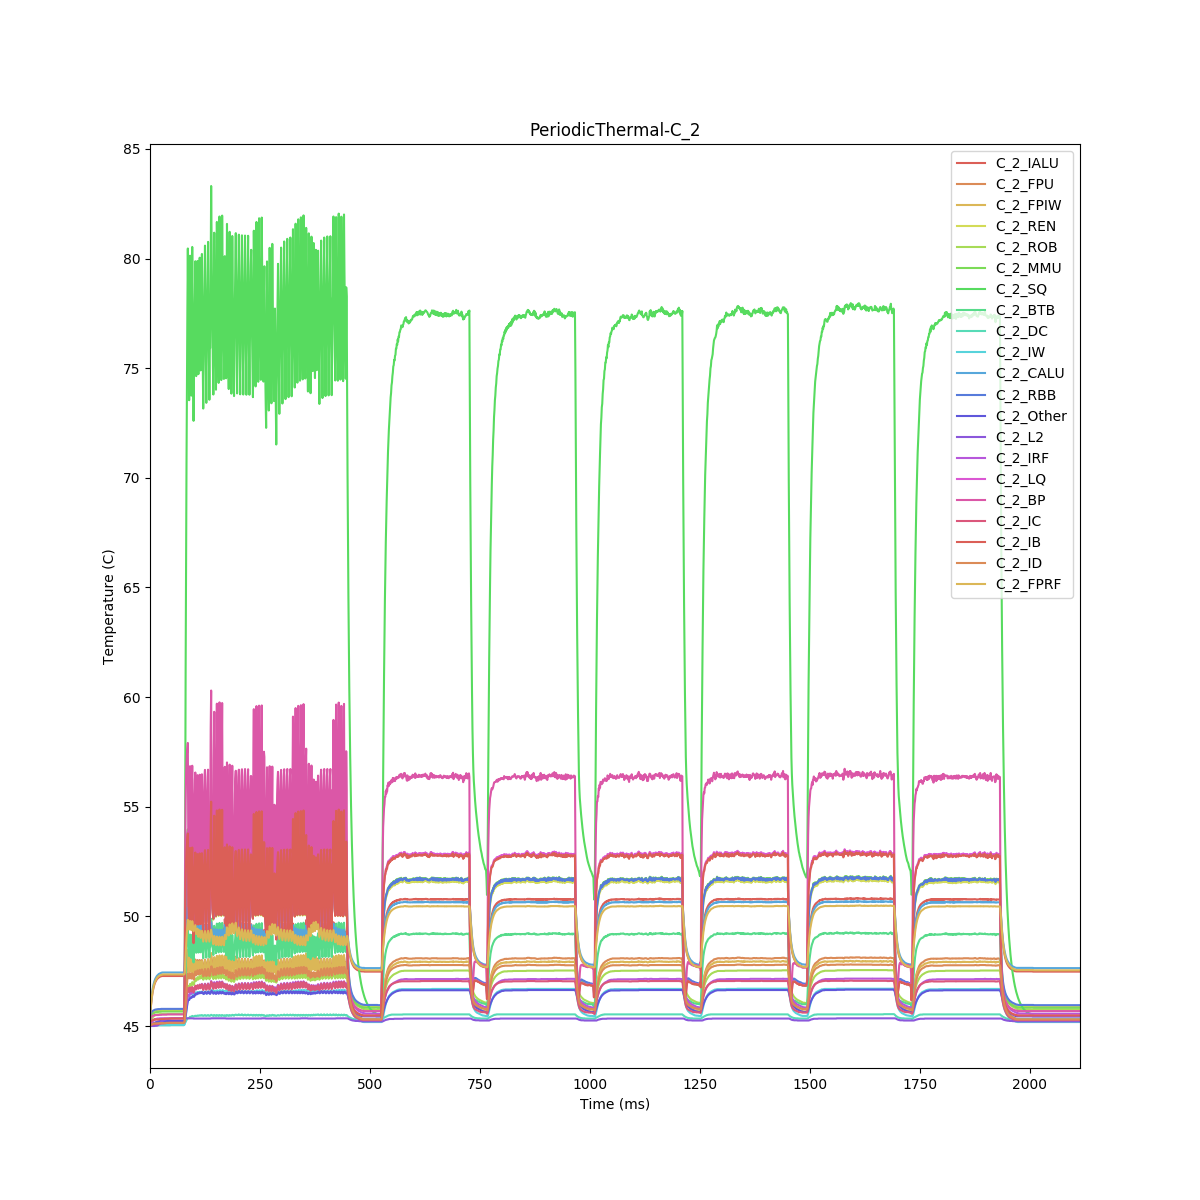 PeriodicThermal-C_2
85
80
75
70
65
60
55
50
45
Temperature (C)
0 250 500 750 1000 1250 1500 1750 2000
Time (ms)
C_2_IALU
C_2_FPU
C_2_FPIW
C_2_REN
C_2_ROB
C_2_MMU
C_2_SQ
C_2_BTB
C_2_DC
C_2_IW
C_2_CALU
C_2_RBB
C_2_Other
C_2_L2
C_2_IRF
C_2_LQ
C_2_BP
C_2_IC
C_2_IB
C_2_ID
C_2_FPRF